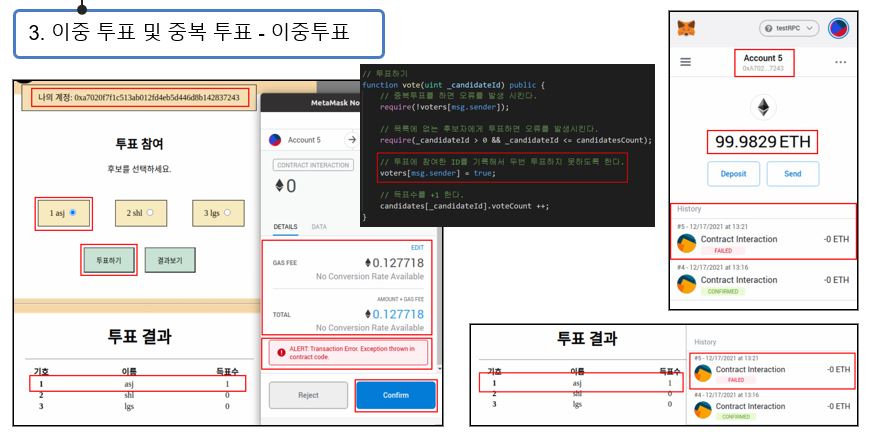 3. 이중 투표 및 중복 투표 - 이중투표
나의 계정: 0xa7020f7f1c513ab012fd4eb5d446d8b142837243
투표 참여
후보를 선택하세요.
1 asj
2 shl
3 lgs
투표하기
결과보기
투표 결과
기호 이름 득표수
1 asj 1
2 shl 0
3 lgs 0
MetaMask No
Account 5
CONTRACT INTERACTION
0
DETAILS DATA
EDIT
GAS FEE 0.127718
No Conversion Rate Available
AMOUNT + GAS FEE
TOTAL 0.127718
No Conversion Rate Available
ALERT: Transaction Error. Exception thrown in
contract code.
Reject
Confirm
// 투표하기
function vote(uint _candidateId) public {
// 중복투표를 하면 오류를 발생 시킨다.
require(!voters[msg.sender]);
// 목록에 없는 후보자에게 투표하면 오류를 발생시킨다.
require(_candidateId > 0 && _candidateId <= candidatesCount);
// 투표에 참여한 ID를 기록해서 두번 투표하지 못하도록 한다.
voters[msg.sender] = true;
// 득표수를 +1 한다.
candidates[_candidateId].voteCount ++;
}
testRPC
Account 5
0xA702...7243
99.9829 ETH
Deposit
Send
History
#5 - 12/17/2021 at 13:21
Contract Interaction -0 ETH
FAILED
#4 - 12/17/2021 at 13:16
Contract Interaction -0 ETH
CONFIRMED
투표 결과
기호 이름 득표수
1 asj 1
2 shl 0
3 lgs 0
History
#5 - 12/17/2021 at 13:21
Contract Interaction -0 ETH
FAILED
#4 - 12/17/2021 at 13:16
Contract Interaction -0 ETH
CONFIRMED